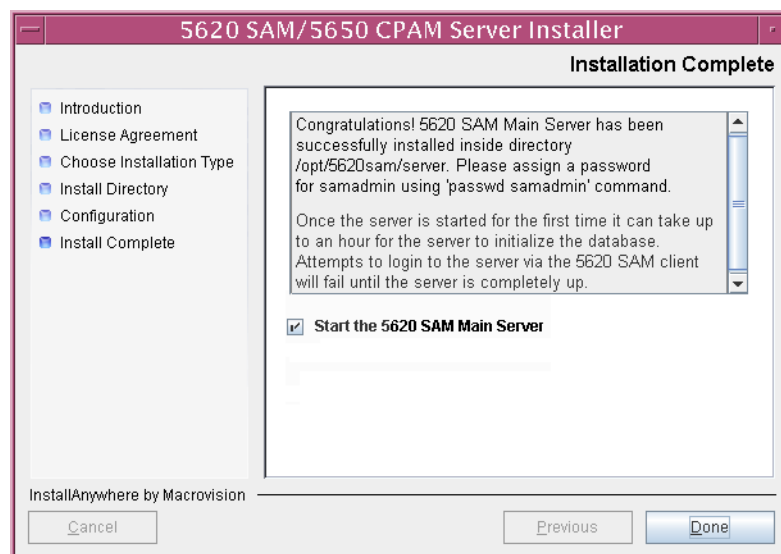 5620 SAM/5650 CPAM Server Installer
Installation Complete
Introduction
License Agreement
Choose Installation Type
Install Directory
Configuration
Install Complete
Congratulations! 5620 SAM Main Server has been
successfully installed inside directory
/opt/5620sam/server. Please assign a password
for samadmin using 'passwd samadmin' command.
Once the server is started for the first time it can take up
to an hour for the server to initialize the database.
Attempts to login to the server via the 5620 SAM client
will fail until the server is completely up.
Start the 5620 SAM Main Server
InstallAnywhere by Macrovision
Cancel
Previous
Done